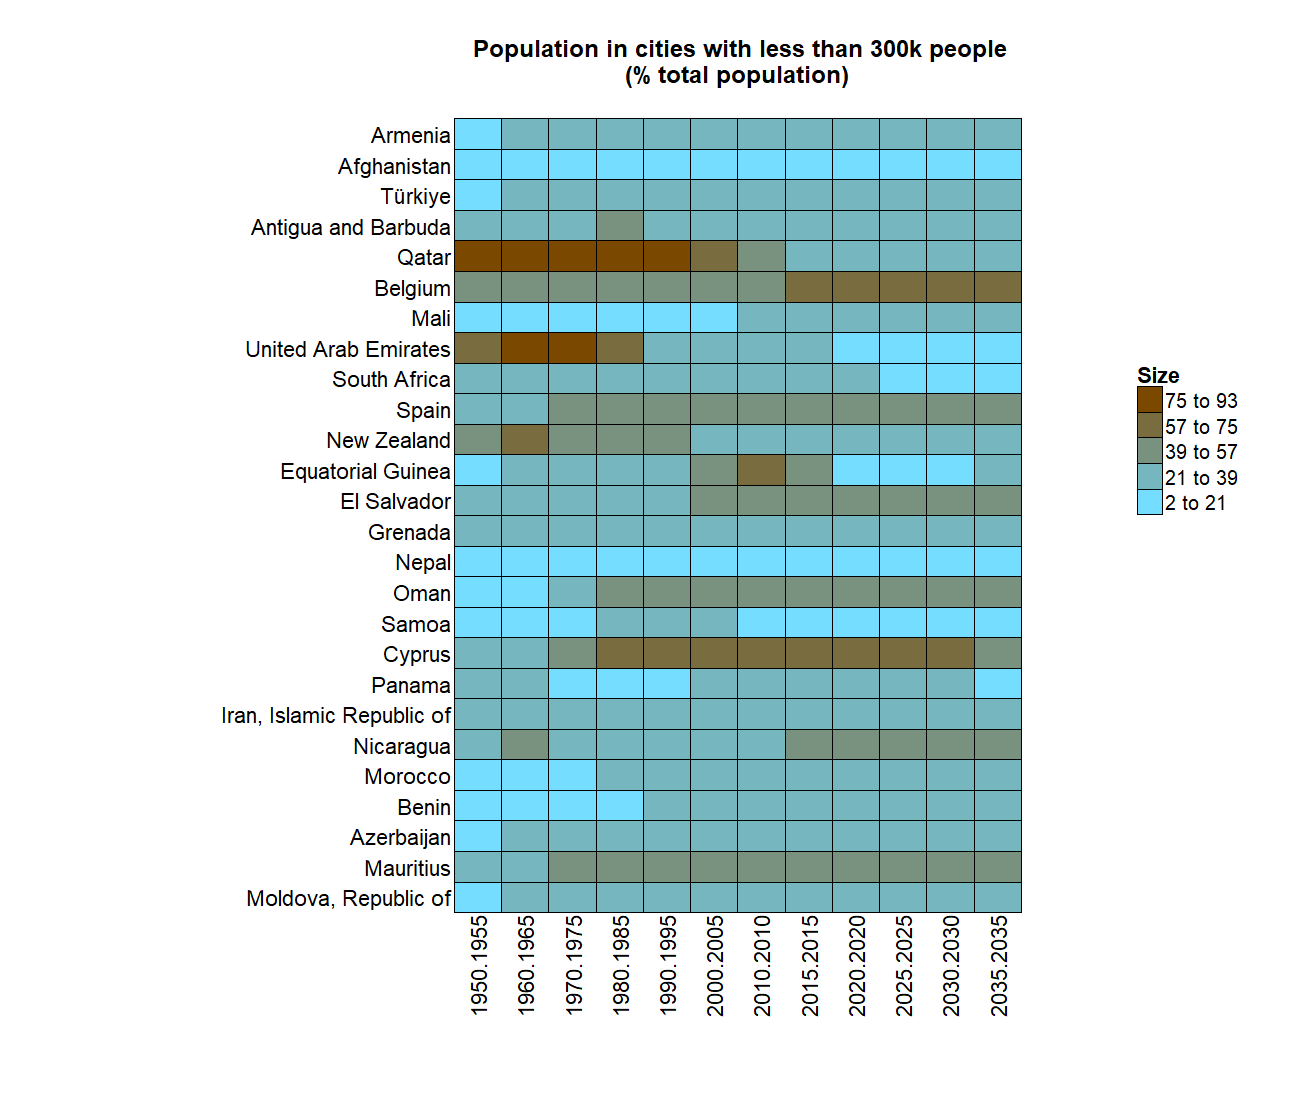 Population in cities with less than 300k people
(% total population)
Armenia
Afghanistan
Türkiye
Antigua and Barbuda
Qatar
Belgium
Mali
United Arab Emirates
South Africa
Spain
New Zealand
Equatorial Guinea
El Salvador
Grenada
Nepal
Oman
Samoa
Cyprus
Panama
Iran, Islamic Republic of
Nicaragua
Morocco
Benin
Azerbaijan
Mauritius
Moldova, Republic of
1950.1955
1960.1965
1970.1975
1980.1985
1990.1995
2000.2005
2010.2010
2015.2015
2020.2020
2025.2025
2030.2030
2035.2035
Size
75 to 93
57 to 75
39 to 57
21 to 39
2 to 21